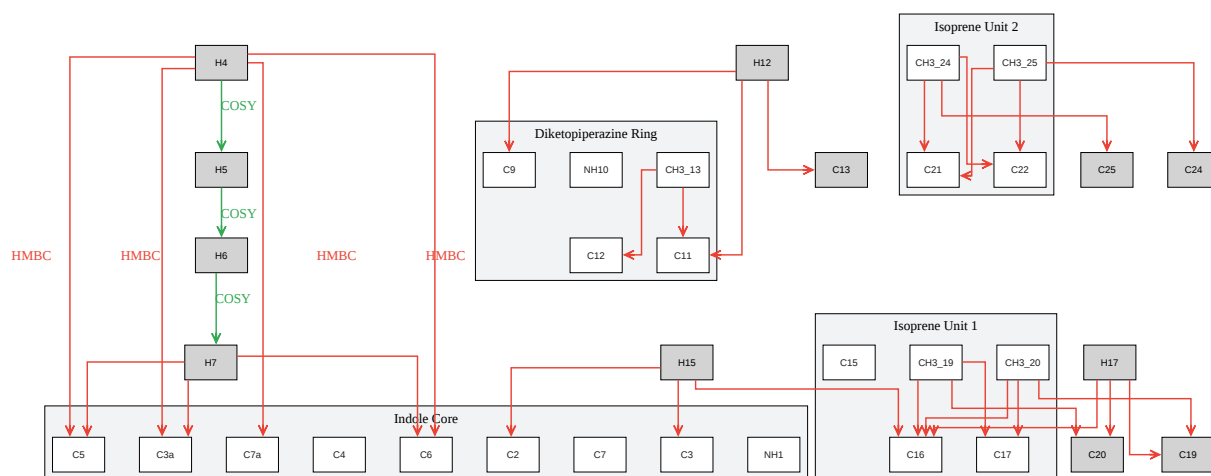 Isoprene Unit 2
H4
H12
CH3_24
CH3_25
COSY
Diketopiperazine Ring
H5
C9
NH10
CH3_13
C13
C21
C22
C25
C24
COSY
HMBC
HMBC
H6
HMBC
HMBC
C12
C11
COSY
Isoprene Unit 1
H7
H15
C15
CH3_19
CH3_20
H17
Indole Core
C5
C3a
C7a
C4
C6
C2
C7
C3
NH1
C16
C17
C20
C19